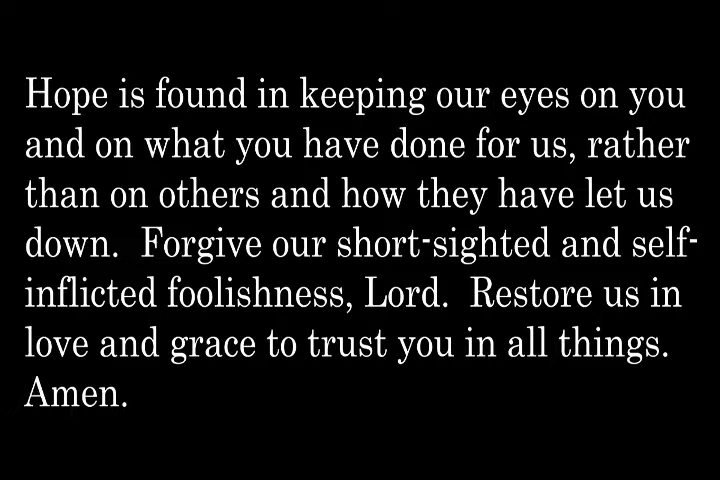 Hope is found in keeping our eyes on you
and on what you have done for us, rather
than on others and how they have let us
down.  Forgive our short-sighted and self-
inflicted foolishness, Lord.  Restore us in
love and grace to trust you in all things.
Amen.